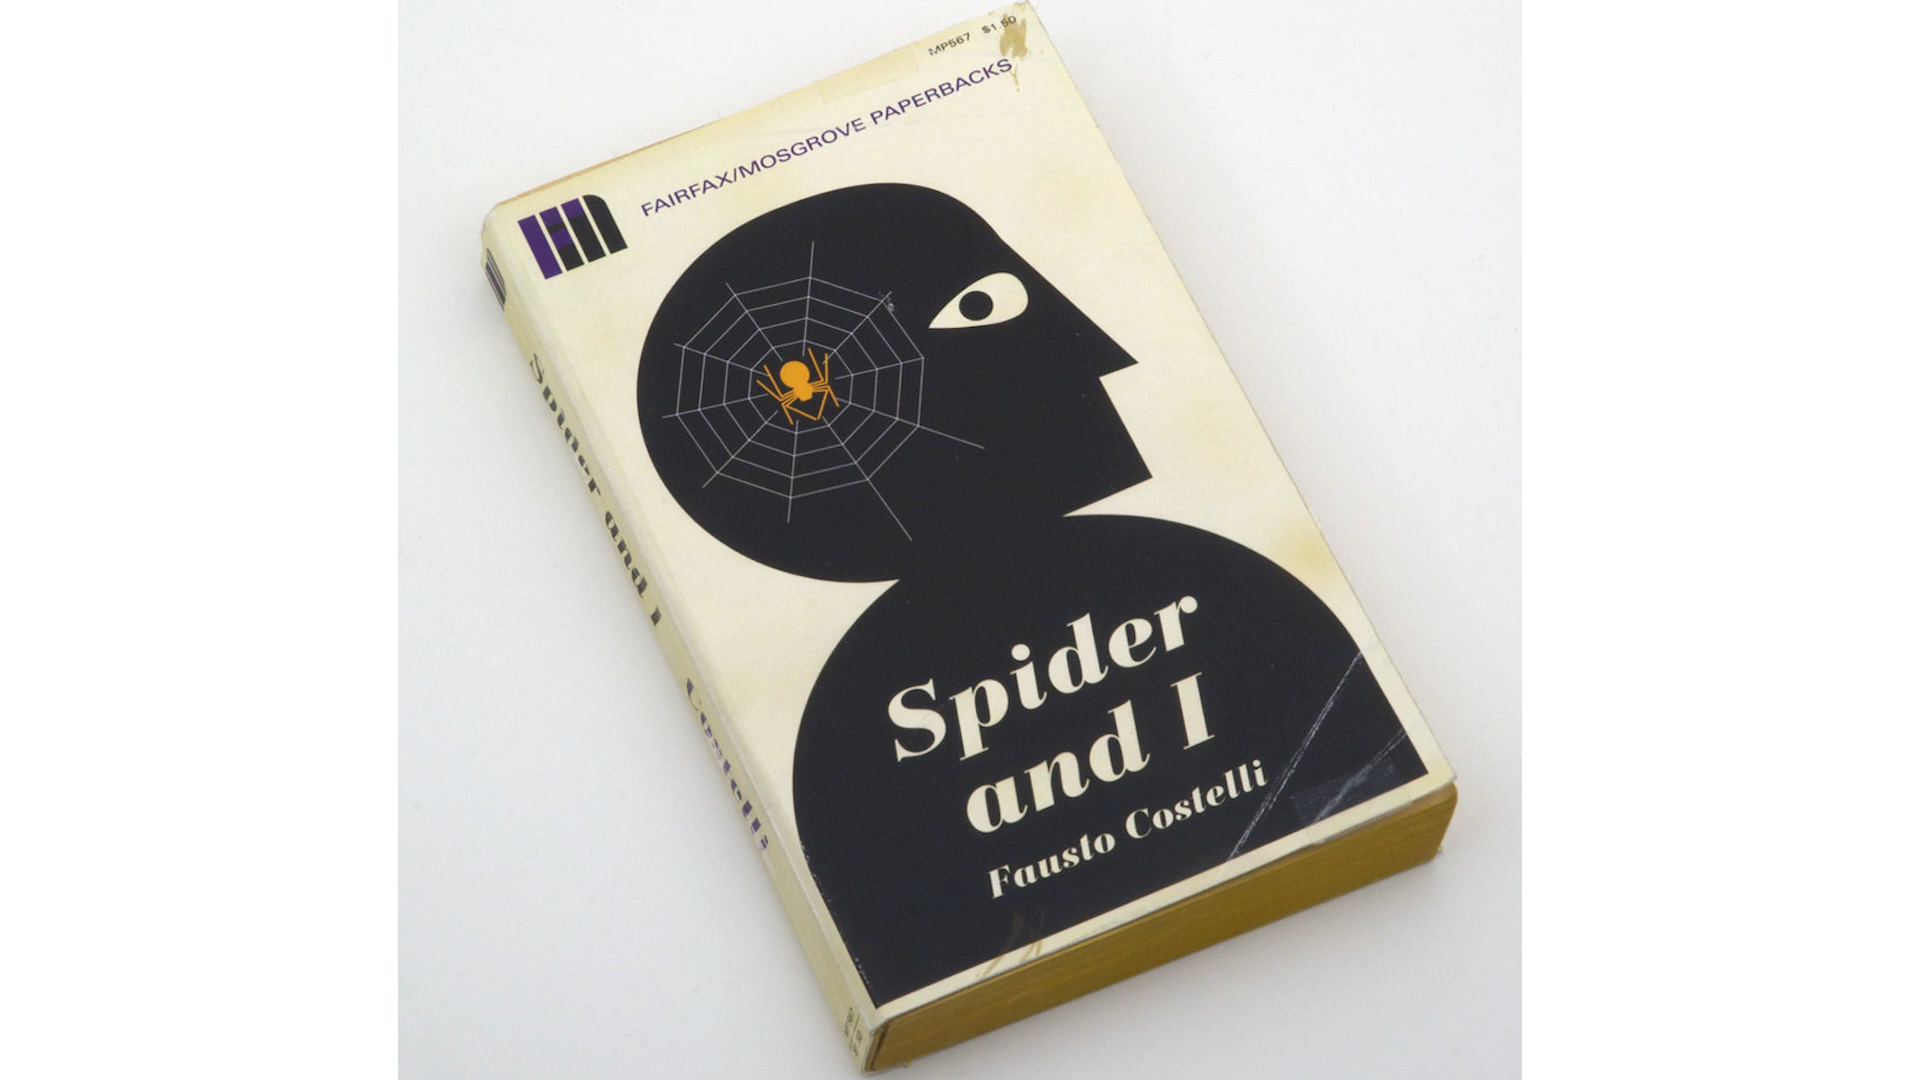 MP567 $1.50
FAIRFAX/MOSGROVE PAPERBACKS
Spider
and I
Fausto Costelli
Spider and I
Costelli